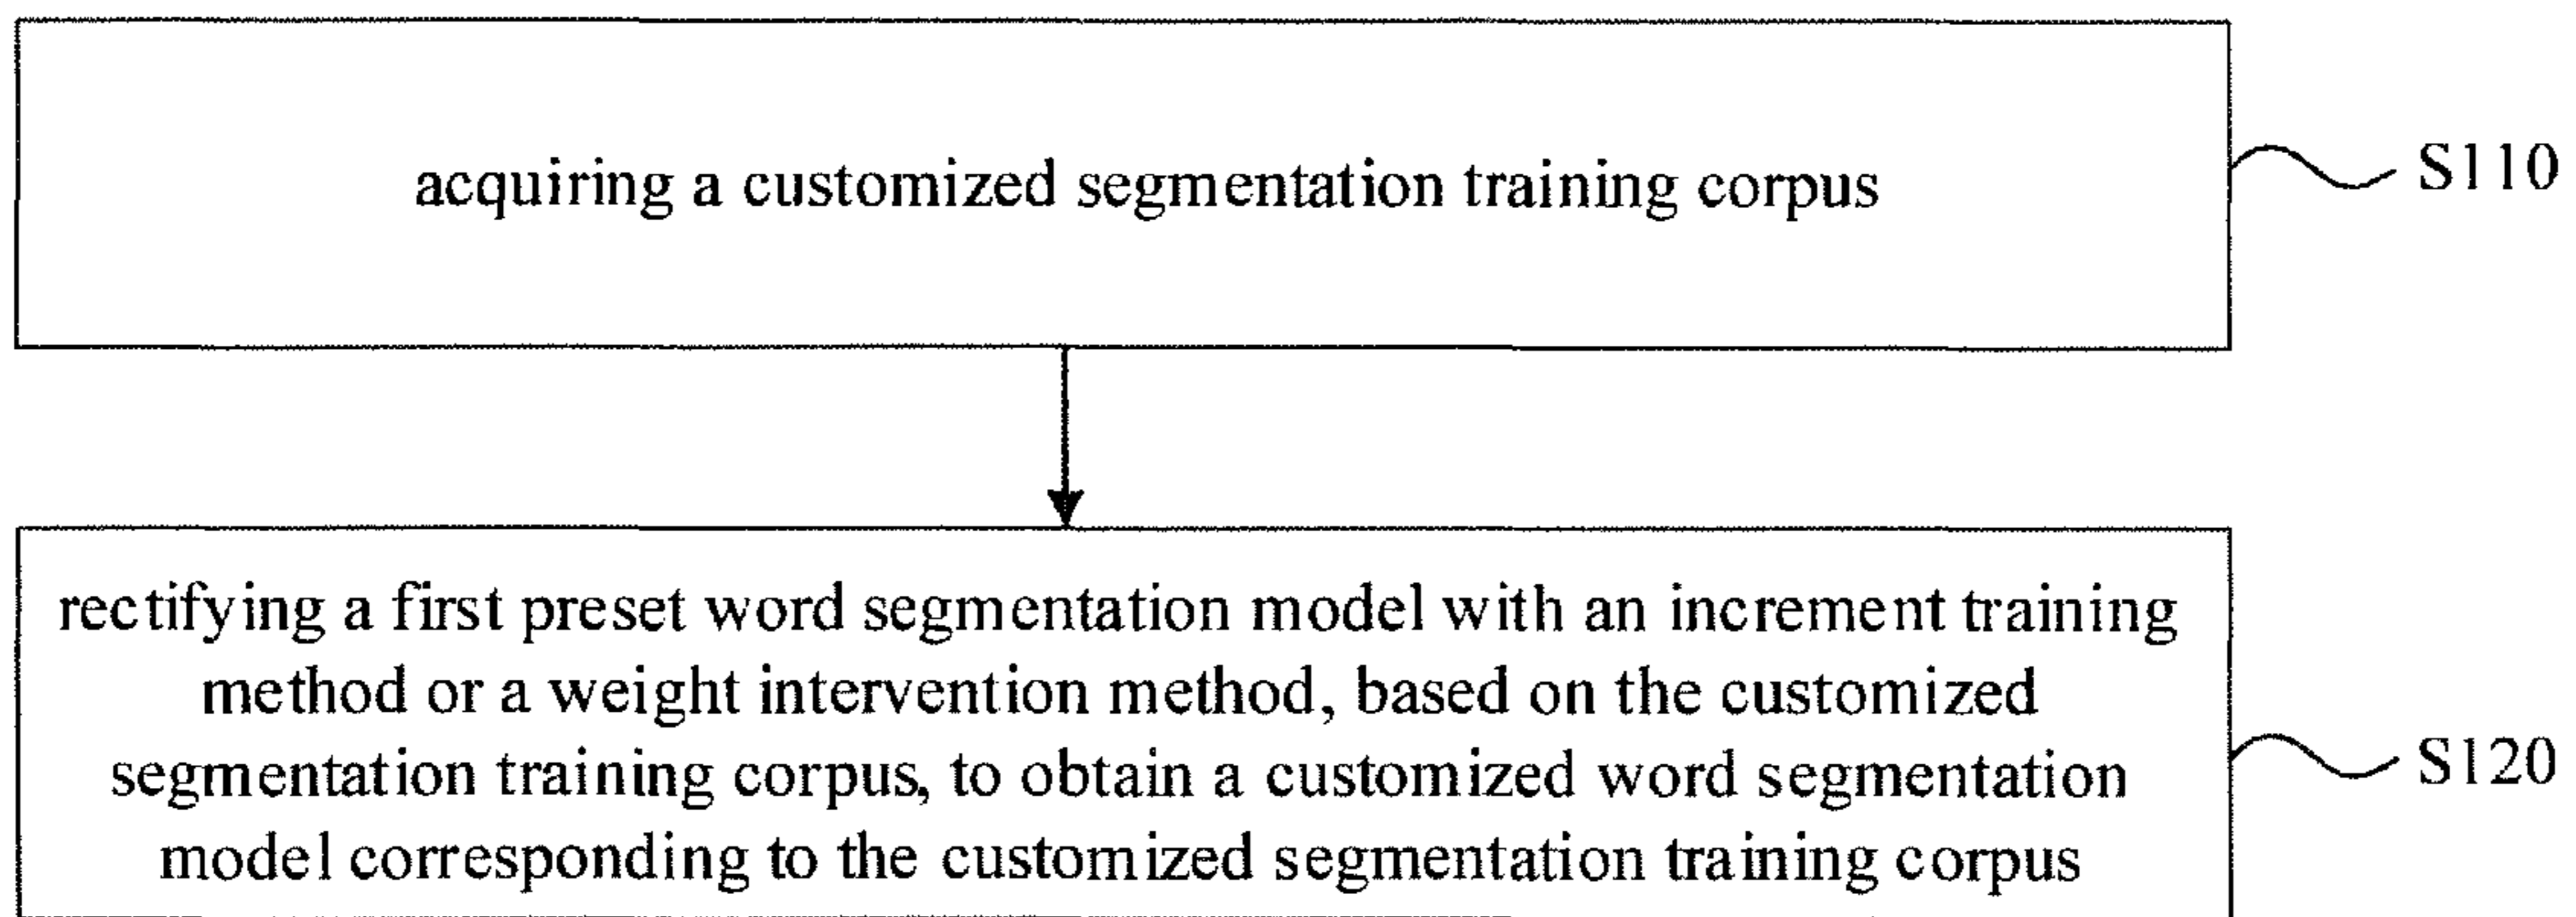 acquiring a customized segmentation training corpus
S110
rectifying a first preset word segmentation model with an increment training
method or a weight intervention method, based on the customized
segmentation training corpus, to obtain a customized word segmentation
model corresponding to the customized segmentation training corpus
S120